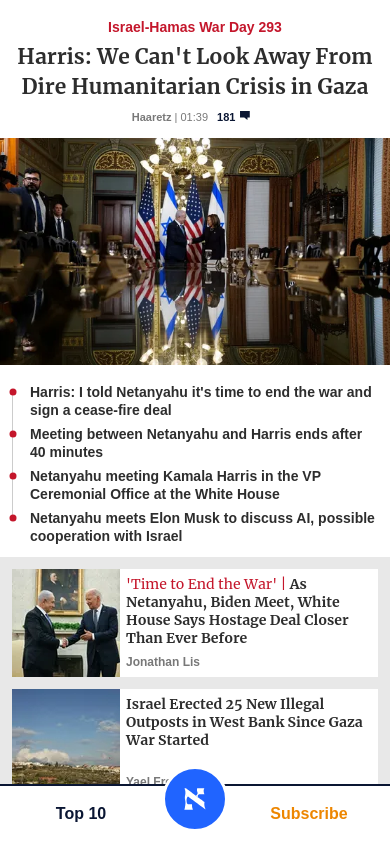 Israel-Hamas War Day 293
Harris: We Can't Look Away From
Dire Humanitarian Crisis in Gaza
Haaretz | 01:39 181
Harris: I told Netanyahu it's time to end the war and
sign a cease-fire deal
Meeting between Netanyahu and Harris ends after
40 minutes
Netanyahu meeting Kamala Harris in the VP
Ceremonial Office at the White House
Netanyahu meets Elon Musk to discuss AI, possible
cooperation with Israel
'Time to End the War' | As
Netanyahu, Biden Meet, White
House Says Hostage Deal Closer
Than Ever Before
Jonathan Lis
Israel Erected 25 New Illegal
Outposts in West Bank Since Gaza
War Started
Yael
Top 10
א
Subscribe